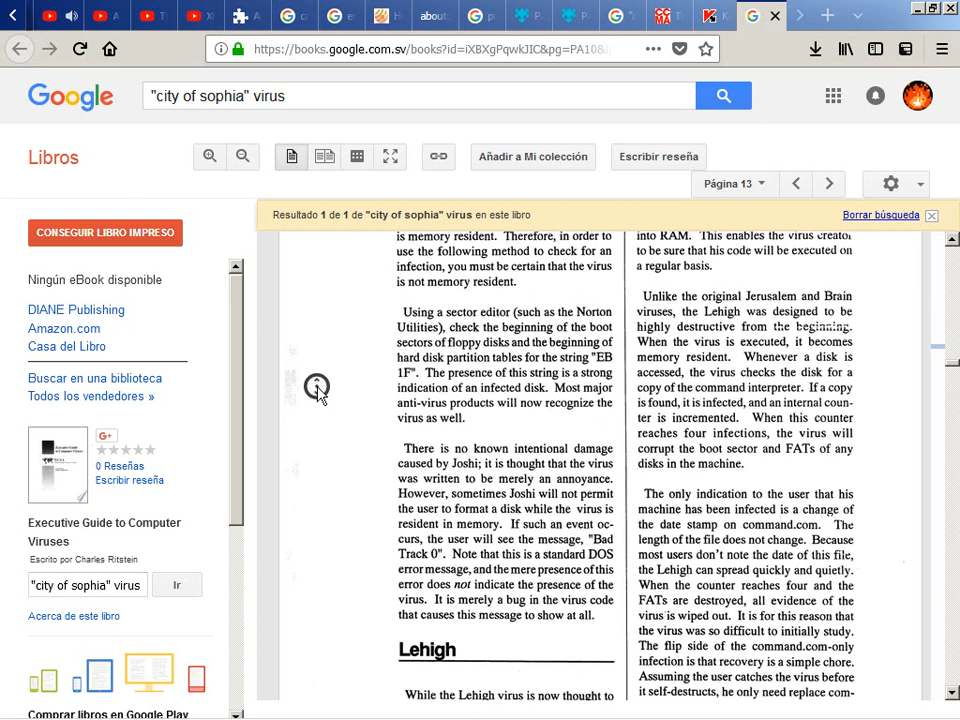 https://books.google.com.sv/books?id=iXBXgPqwkJIC&pg=PA10&
Google
"city of sophia" virus
Libros
Añadir a Mi colección
Escribir reseña
Página 13
Resultado 1 de 1 de "city of sophia" virus en este libro
Borrar búsqueda
CONSEGUIR LIBRO IMPRESO
Ningún eBook disponible
DIANE Publishing
Amazon.com
Casa del Libro
Buscar en una biblioteca
Todos los vendedores »
G+
0 Reseñas
Escribir reseña
Executive Guide to Computer
Viruses
Escrito por Charles Ritstein
"city of sophia" virus
Ir
Acerca de este libro
Comprar libros en Google Play
is memory resident. Therefore, in order to
use the following method to check for an
infection, you must be certain that the virus
is not memory resident.
Using a sector editor (such as the Norton
Utilities), check the beginning of the boot
sectors of floppy disks and the beginning of
hard disk partition tables for the string "EB
1F". The presence of this string is a strong
indication of an infected disk. Most major
anti-virus products will now recognize the
virus as well.
There is no known intentional damage
caused by Joshi; it is thought that the virus
was written to be merely an annoyance.
However, sometimes Joshi will not permit
the user to format a disk while the virus is
resident in memory. If such an event oc-
curs, the user will see the message, "Bad
Track 0". Note that this is a standard DOS
error message, and the mere presence of this
error does not indicate the presence of the
virus. It is merely a bug in the virus code
that causes this message to show at all.
Lehigh
While the Lehigh virus is now thought to
into RAM. This enables the virus creator
to be sure that his code will be executed on
a regular basis.
Unlike the original Jerusalem and Brain
viruses, the Lehigh was designed to be
highly destructive from the beginning.
When the virus is executed, it becomes
memory resident. Whenever a disk is
accessed, the virus checks the disk for a
copy of the command interpreter. If a copy
is found, it is infected, and an internal coun-
ter is incremented. When this counter
reaches four infections, the virus will
corrupt the boot sector and FATs of any
disks in the machine.
The only indication to the user that his
machine has been infected is a change of
the date stamp on command.com. The
length of the file does not change. Because
most users don't note the date of this file,
the Lehigh can spread quickly and quietly.
When the counter reaches four and the
FATs are destroyed, all evidence of the
virus is wiped out. It is for this reason that
the virus was so difficult to initially study.
The flip side of the command.com-only
infection is that recovery is a simple chore.
Assuming the user catches the virus before
it self-destructs, he only need replace com-